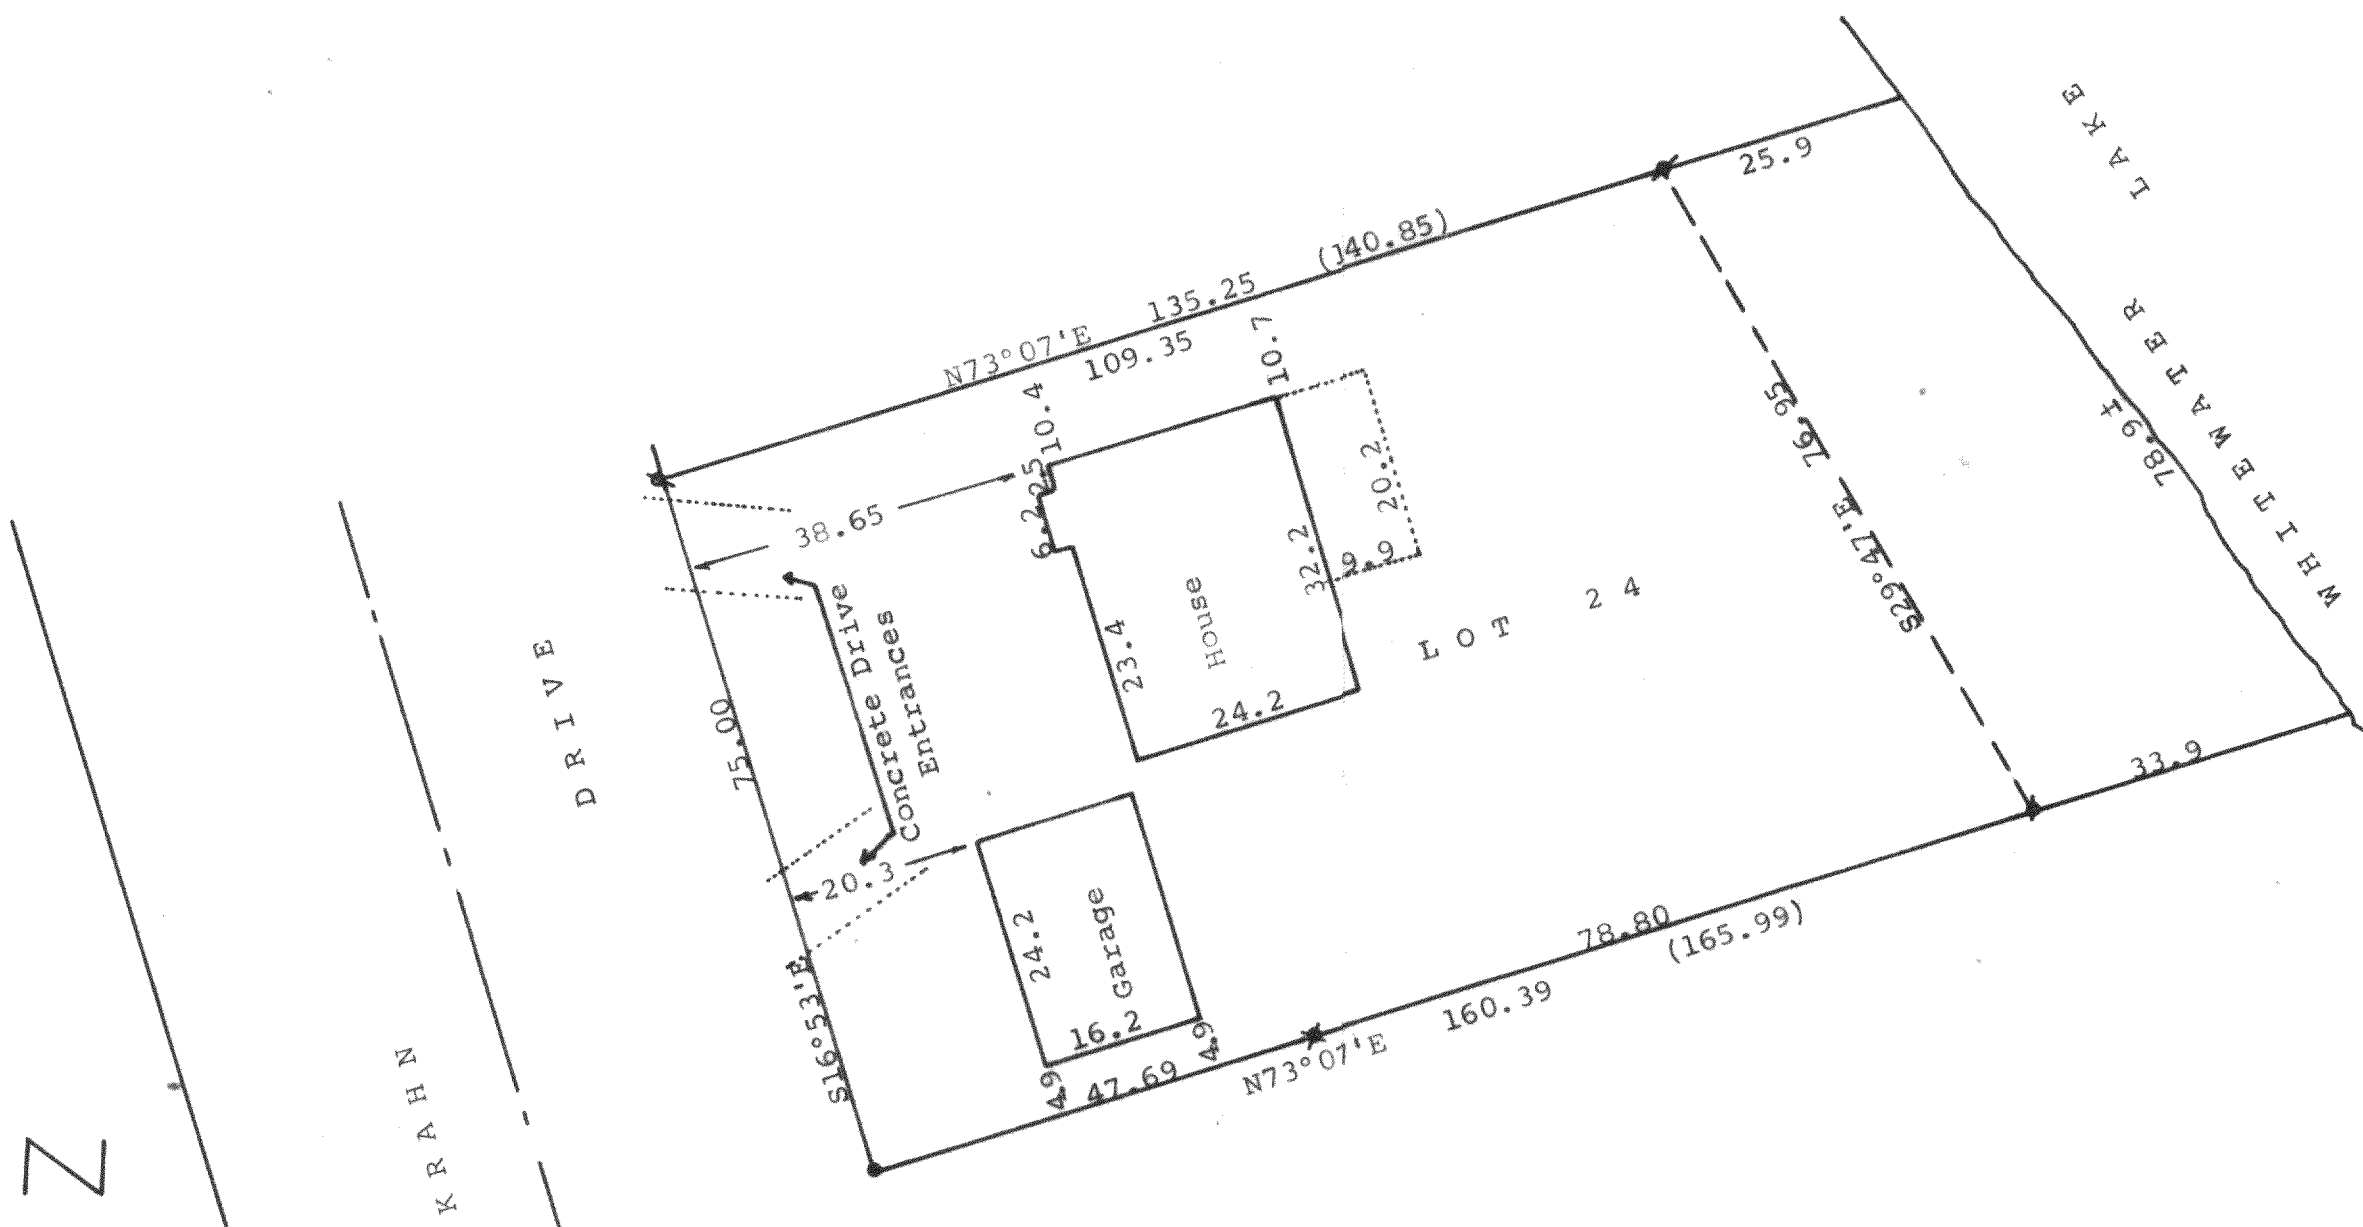 LAKE
WHITEWATER
25.9
(140.85)
135.25
N73°07'E
109.35
10.7
10.4
6.2
2.5
38.65
20.2
9.9
32.2
House
23.4
24.2
LOT 24
76.95
S29°47'E
78.9±
33.9
Concrete Drive
Entrances
75.00
DRIVE
KRAHN
20.3
24.2
Garage
16.2
4.9
4.9
47.69
S16°53'E
N73°07'E
78.80
(165.99)
160.39
N